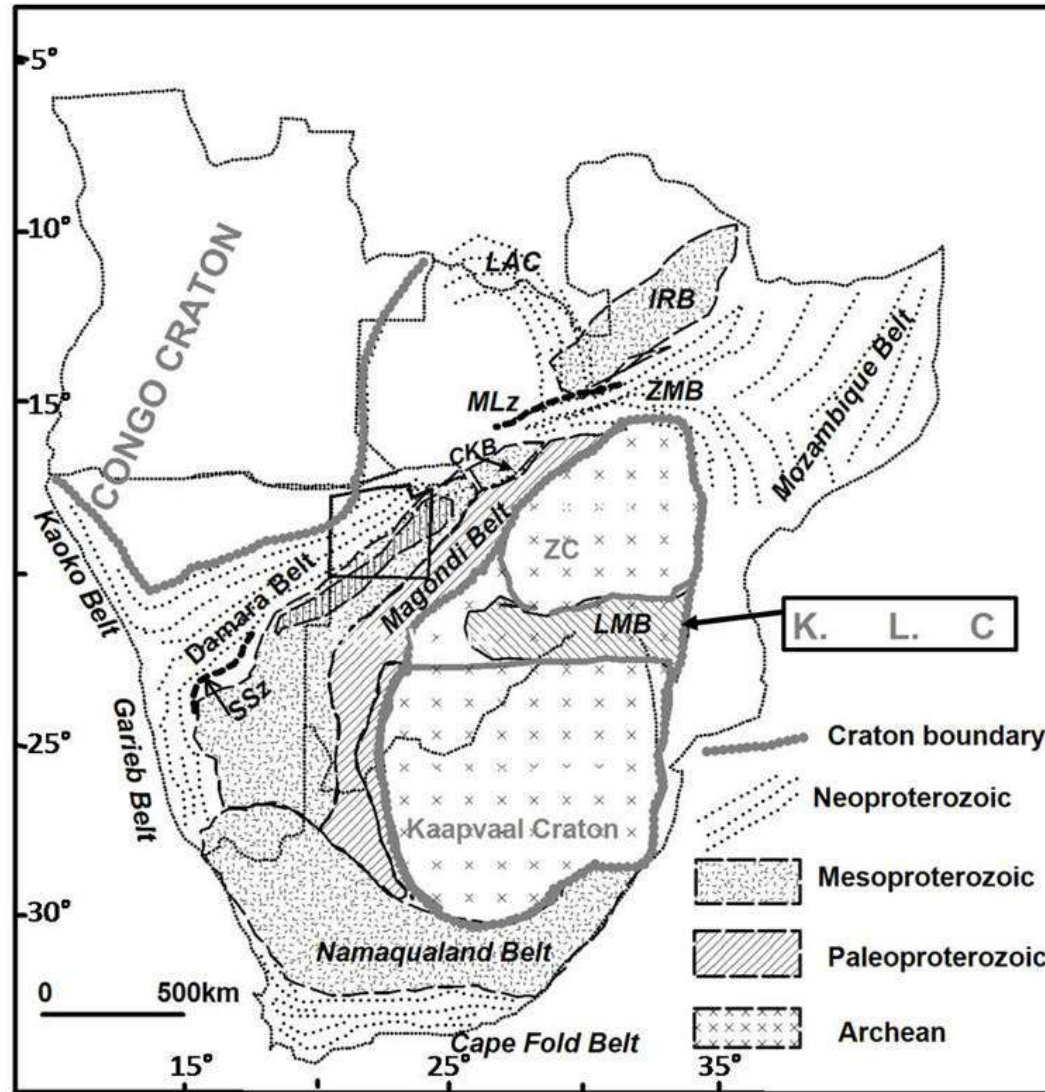 5°
10°
15°
25°
30°
CONGO CRATON
LAC
IRB
MLz
ZMB
CKB
Mozambique Belt
Kaoko Belt
Damara Belt
Magondi Belt
ZC
LMB
K. L. C
SSz
Garieb Belt
Kaapvaal Craton
Namaqualand Belt
Cape Fold Belt
Craton boundary
Neoproterozoic
Mesoproterozoic
Paleoproterozoic
Archean
0 500km
15° 25° 35°